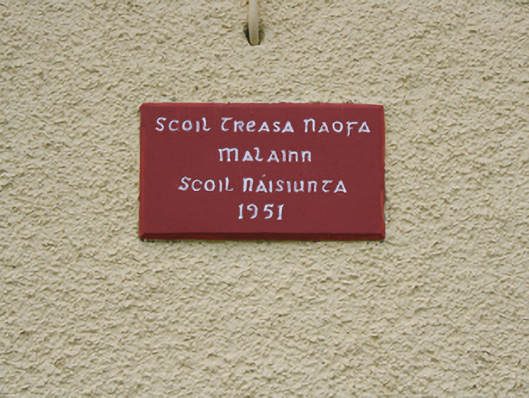 Scoil Treasa Naofa
Malainn
Scoil Náisiunta
1951